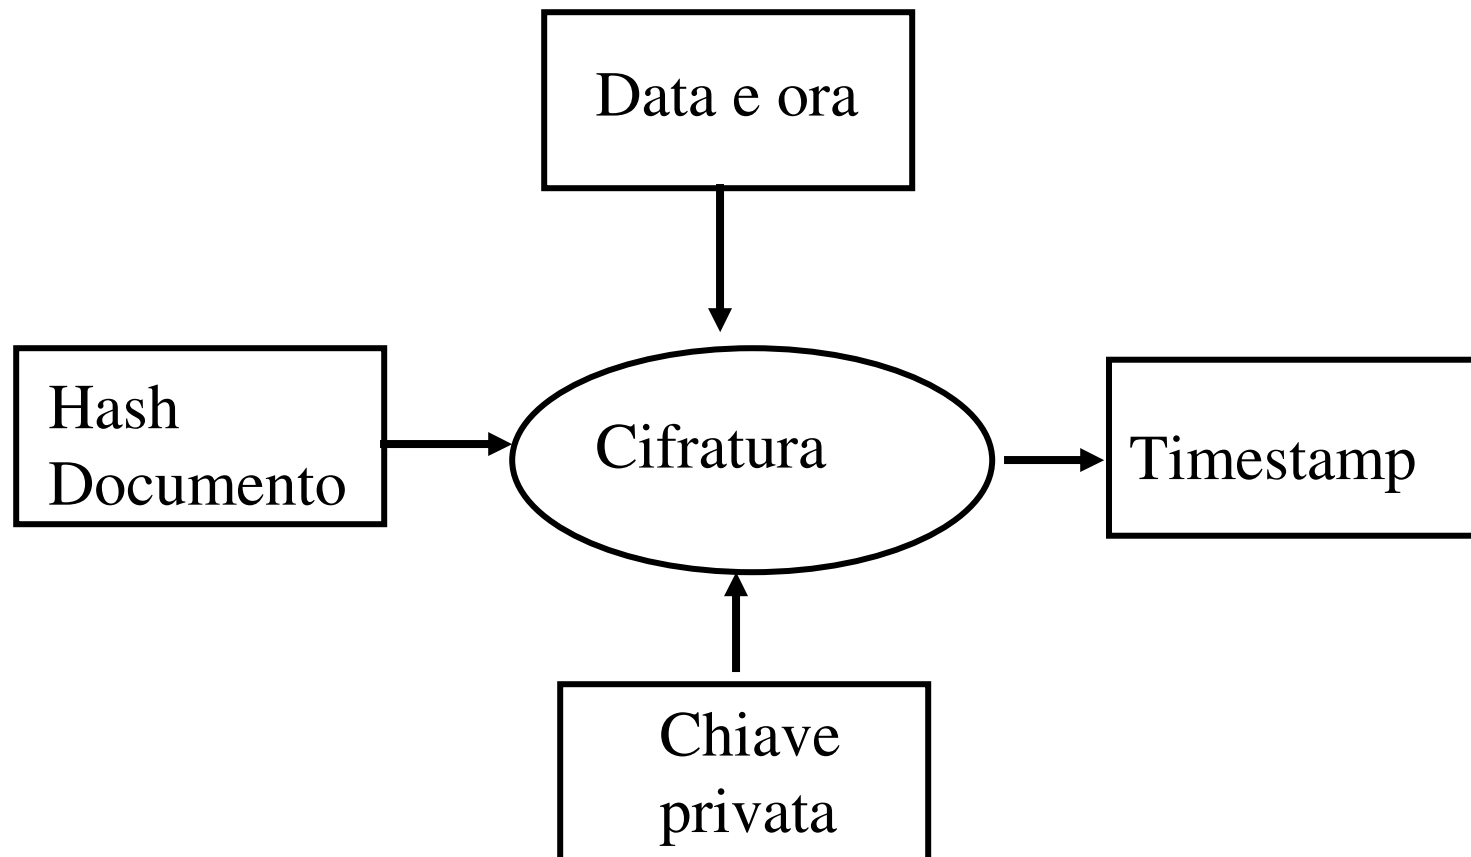 Data e ora
Hash
Documento
Cifratura
Timestamp
Chiave
privata